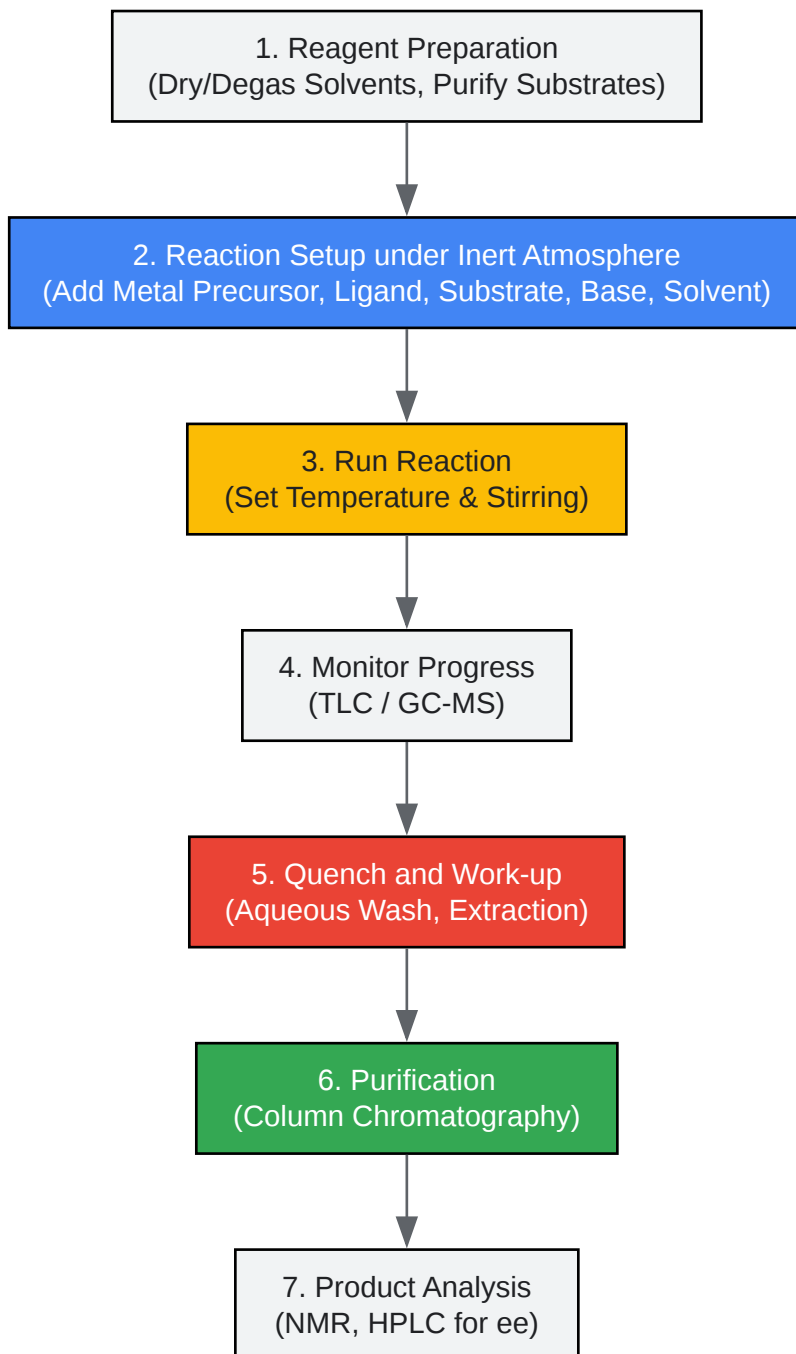 1. Reagent Preparation
(Dry/Degas Solvents, Purify Substrates)
2. Reaction Setup under Inert Atmosphere
(Add Metal Precursor, Ligand, Substrate, Base, Solvent)
3. Run Reaction
(Set Temperature & Stirring)
4. Monitor Progress
(TLC / GC-MS)
5. Quench and Work-up
(Aqueous Wash, Extraction)
6. Purification
(Column Chromatography)
7. Product Analysis
(NMR, HPLC for ee)